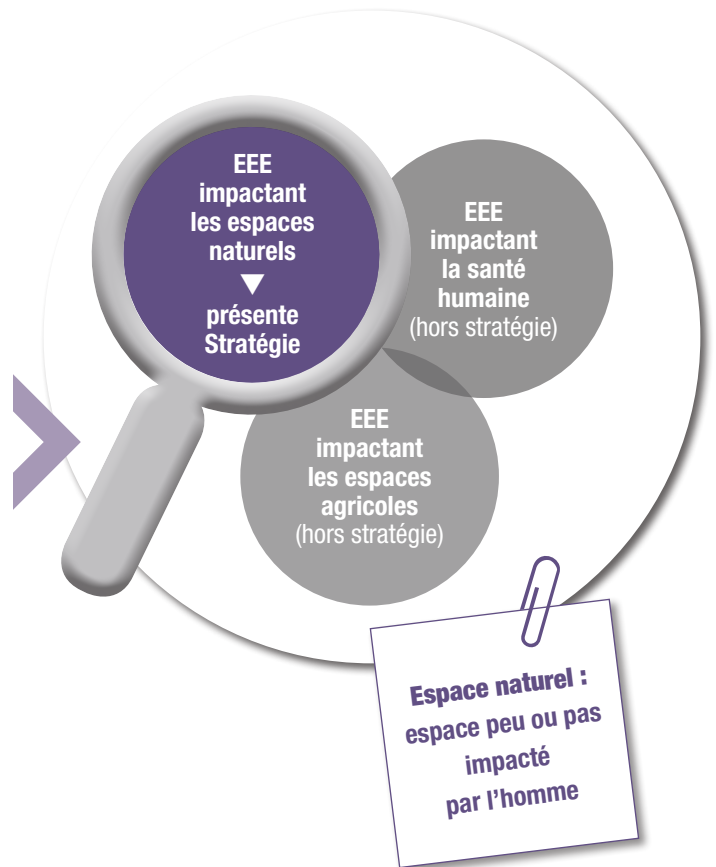 EEE
impactant
les espaces
naturels
présente
Stratégie
EEE
impactant
la santé
humaine
(hors stratégie)
EEE
impactant
les espaces
agricoles
(hors stratégie)
Espace naturel :
espace peu ou pas
impacté
par l'homme